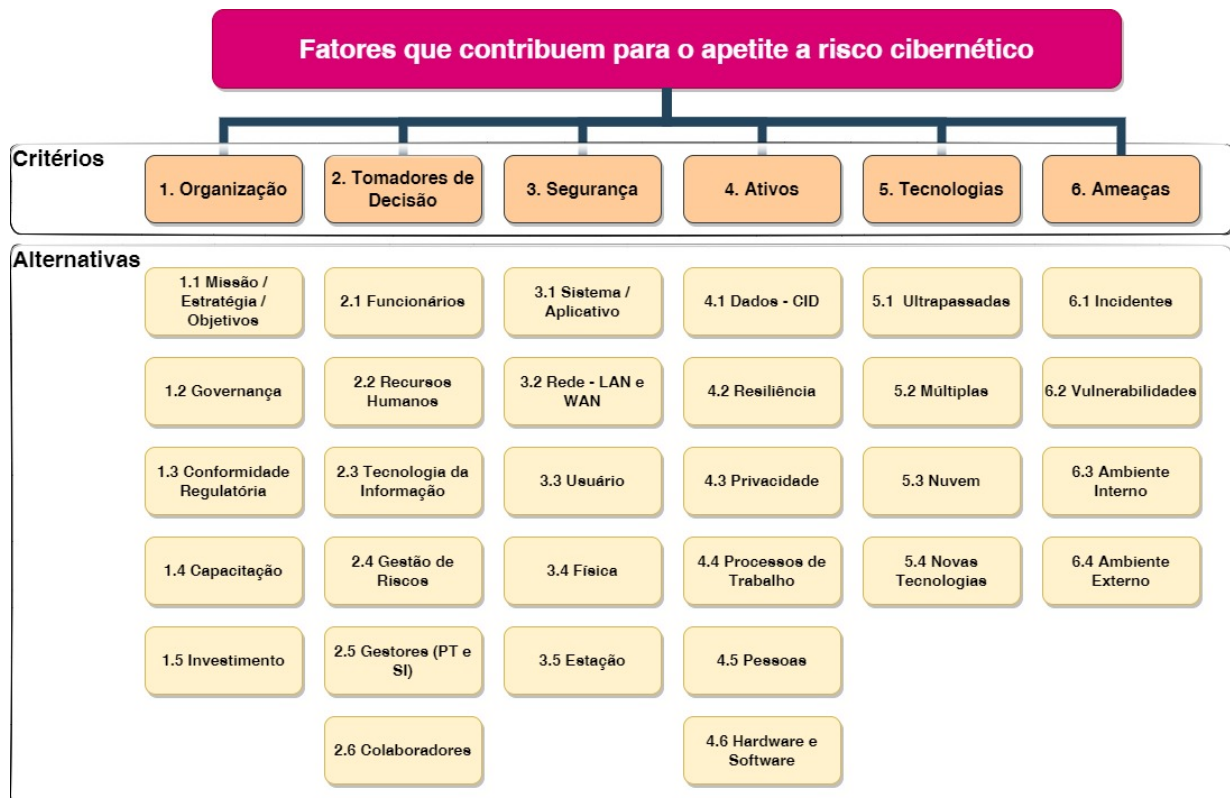 Fatores que contribuem para o apetite a risco cibernético
Critérios
1. Organização
2. Tomadores de
Decisão
3. Segurança
4. Ativos
5. Tecnologias
6. Ameaças
Alternativas
1.1 Missão /
Estratégia /
Objetivos
2.1 Funcionários
3.1 Sistema /
Aplicativo
4.1 Dados - CID
5.1 Ultrapassadas
6.1 Incidentes
1.2 Governança
2.2 Recursos
Humanos
3.2 Rede - LAN e
WAN
4.2 Resiliência
5.2 Múltiplas
6.2 Vulnerabilidades
1.3 Conformidade
Regulatória
2.3 Tecnologia da
Informação
3.3 Usuário
4.3 Privacidade
5.3 Nuvem
6.3 Ambiente
Interno
1.4 Capacitação
2.4 Gestão de
Riscos
3.4 Física
4.4 Processos de
Trabalho
5.4 Novas
Tecnologias
6.4 Ambiente
Externo
1.5 Investimento
2.5 Gestores (PT e
SI)
3.5 Estação
4.5 Pessoas
2.6 Colaboradores
4.6 Hardware e
Software